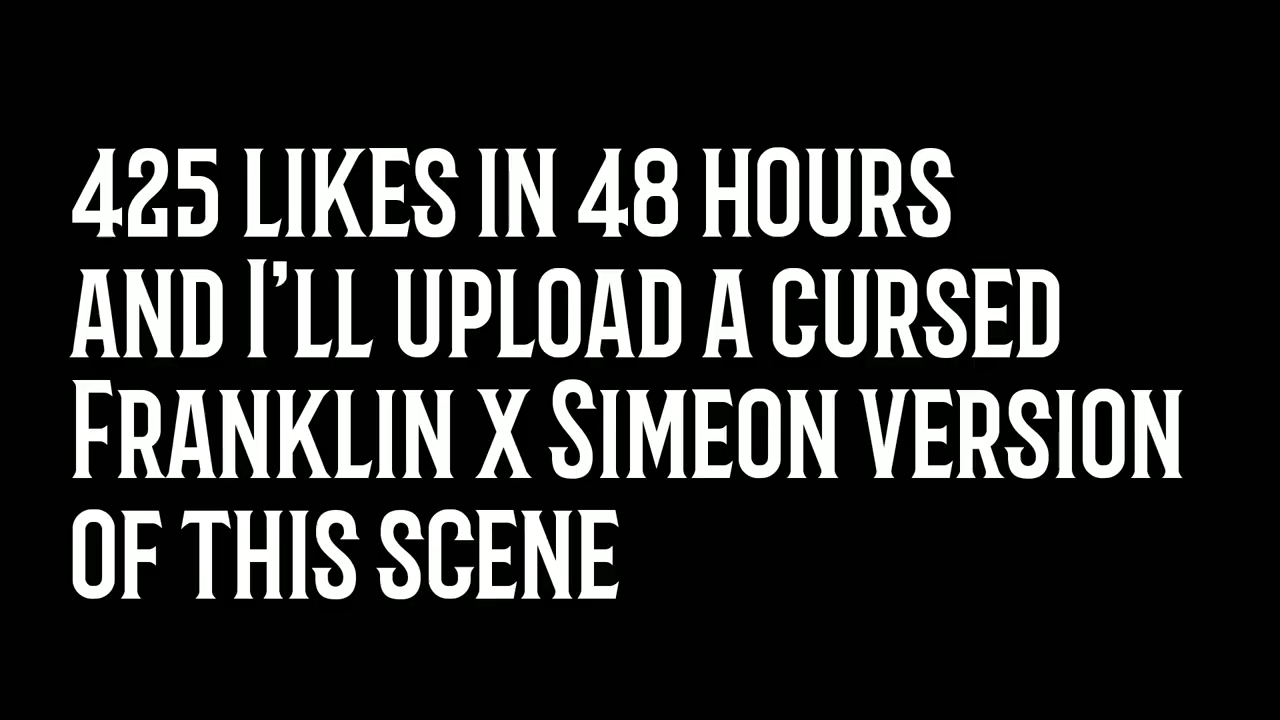 425 LIKES IN 48 HOURS
AND I’LL UPLOAD A CURSED
FRANKLIN X SIMEON VERSION
OF THIS SCENE